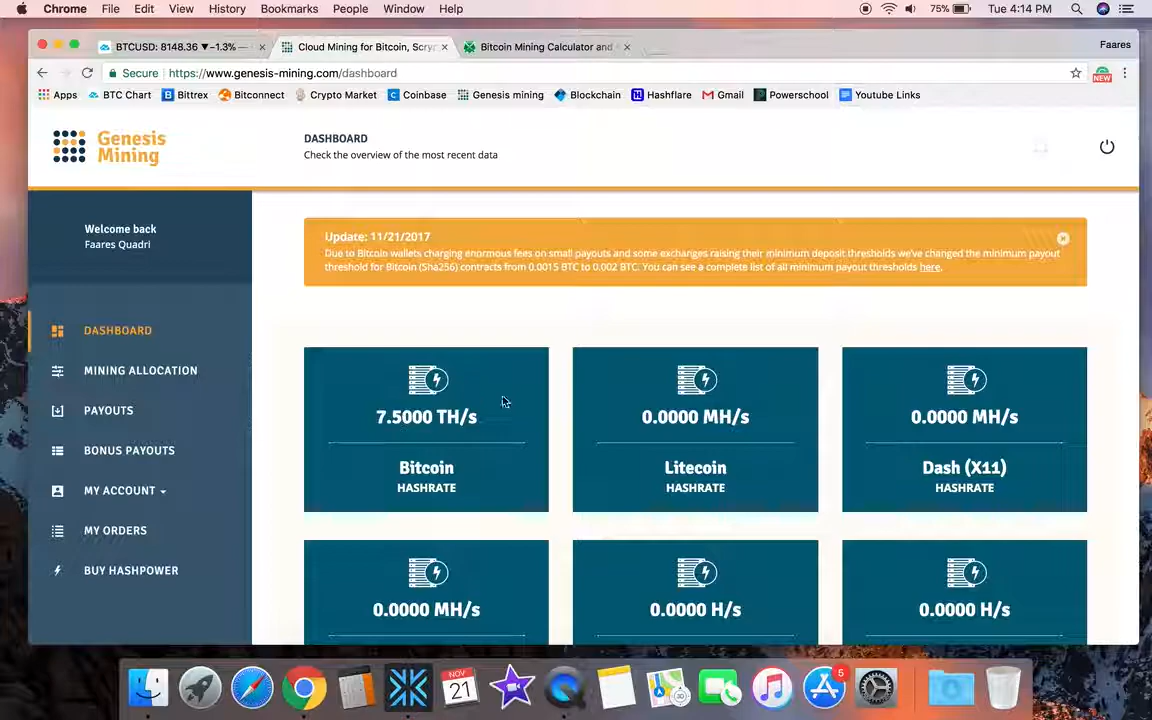 Chrome File Edit View History Bookmarks People Window Help 75% Tue 4:14 PM
BTCUSD: 8148.36 ▼−1.3% — Cloud Mining for Bitcoin, Scry Bitcoin Mining Calculator and Faares
Secure https://www.genesis-mining.com/dashboard NEW
Apps BTC Chart Bittrex Bitconnect Crypto Market Coinbase Genesis mining Blockchain Hashflare Gmail Powerschool Youtube Links
Genesis
Mining
DASHBOARD
Check the overview of the most recent data
Welcome back
Faares Quadri
DASHBOARD
MINING ALLOCATION
PAYOUTS
BONUS PAYOUTS
MY ACCOUNT
MY ORDERS
BUY HASHPOWER
Update: 11/21/2017
Due to Bitcoin wallets charging enormous fees on small payouts and some exchanges raising their minimum deposit thresholds we've changed the minimum payout
threshold for Bitcoin (Sha256) contracts from 0.0015 BTC to 0.002 BTC. You can see a complete list of all minimum payout thresholds here.
7.5000 TH/s
Bitcoin
HASHRATE
0.0000 MH/s
Litecoin
HASHRATE
0.0000 MH/s
Dash (X11)
HASHRATE
0.0000 MH/s
0.0000 H/s
0.0000 H/s
NOV
21
3D
5